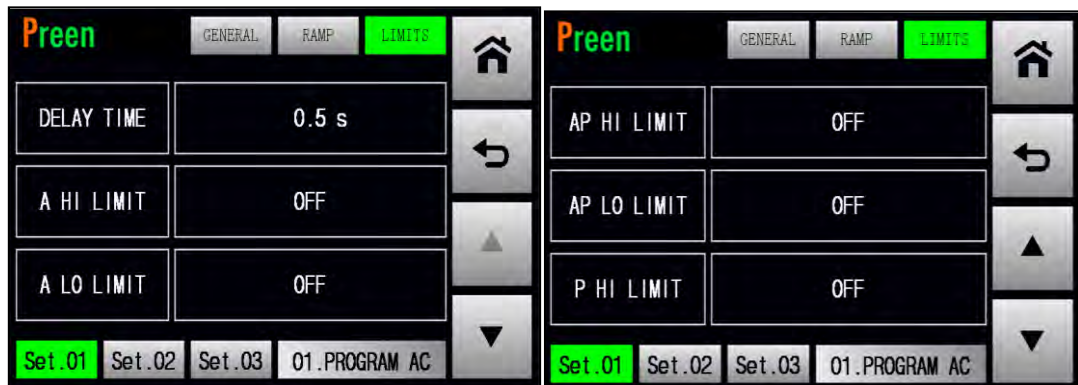 Preen GENERAL RAMP LIMITS
DELAY TIME 0.5 s
A HI LIMIT OFF
A LO LIMIT OFF
Set.01 Set.02 Set.03 01.PROGRAM AC
Preen GENERAL RAMP LIMITS
AP HI LIMIT OFF
AP LO LIMIT OFF
P HI LIMIT OFF
Set.01 Set.02 Set.03 01.PROGRAM AC